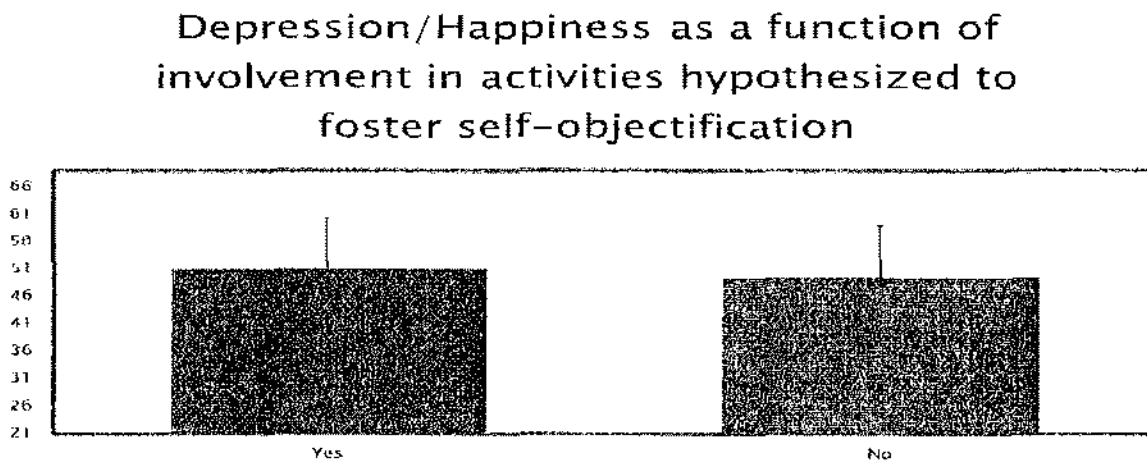 Depression/Happiness as a function of
involvement in activities hypothesized to
foster self-objectification
66
61
56
51
46
41
36
31
26
21
Yes
No